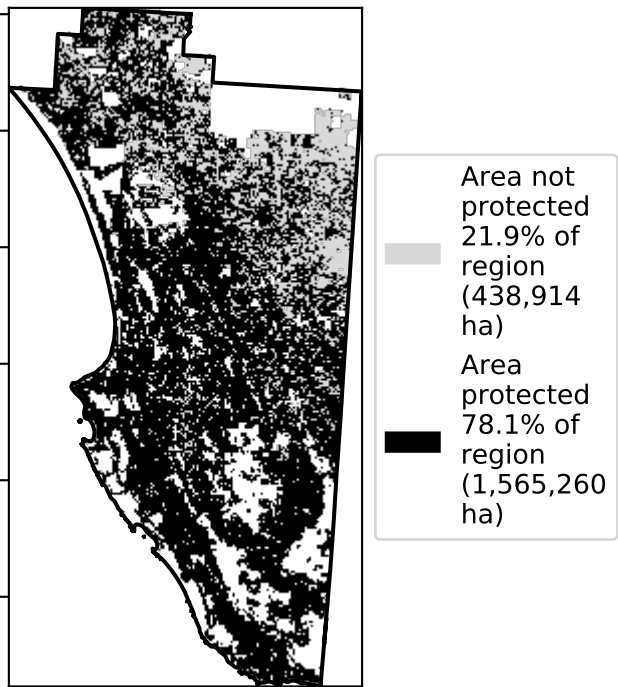 Area not
protected
21.9% of
region
(438,914
ha)
Area
protected
78.1% of
region
(1,565,260
ha)